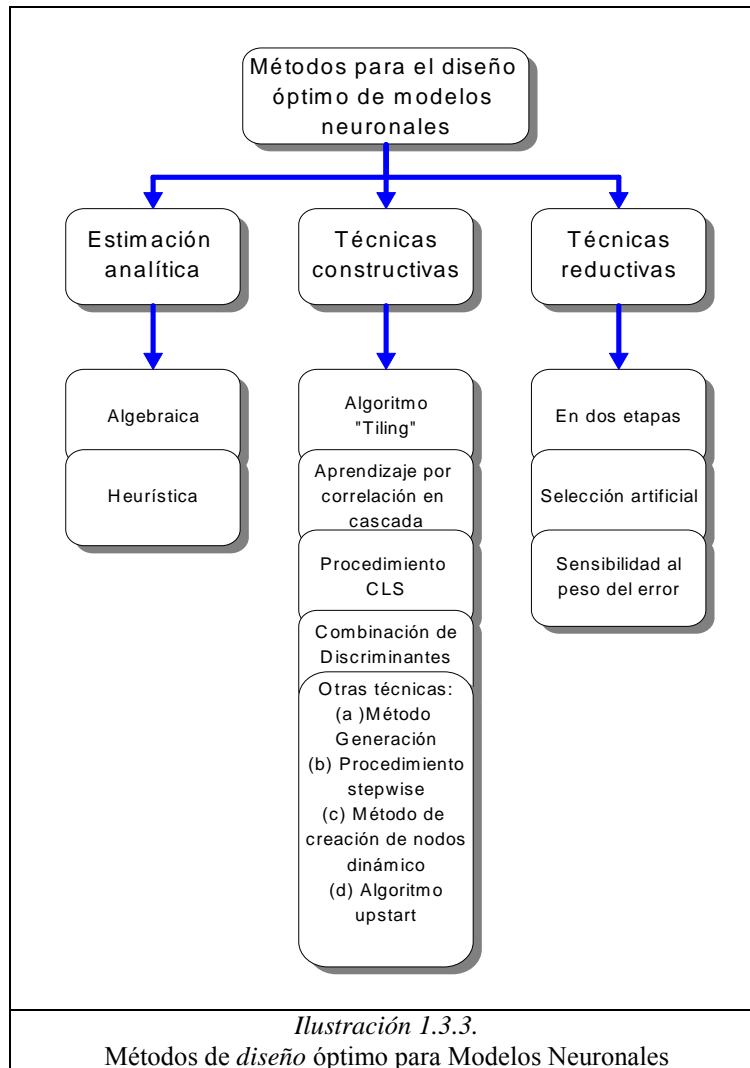 Métodos para el diseño
óptimo de modelos
neuronales
Estimación
analítica
Técnicas
constructivas
Técnicas
reductivas
Algebraica
Heurística
Algoritmo
"Tiling"
Aprendizaje por
correlación en
cascada
Procedimiento
CLS
Combinación de
Discriminantes
Otras técnicas:
(a )Método
Generación
(b) Procedimiento
stepwise
(c) Método de
creación de nodos
dinámico
(d) Algoritmo
upstart
En dos etapas
Selección artificial
Sensibilidad al
peso del error
Ilustración 1.3.3.
Métodos de diseño óptimo para Modelos Neuronales